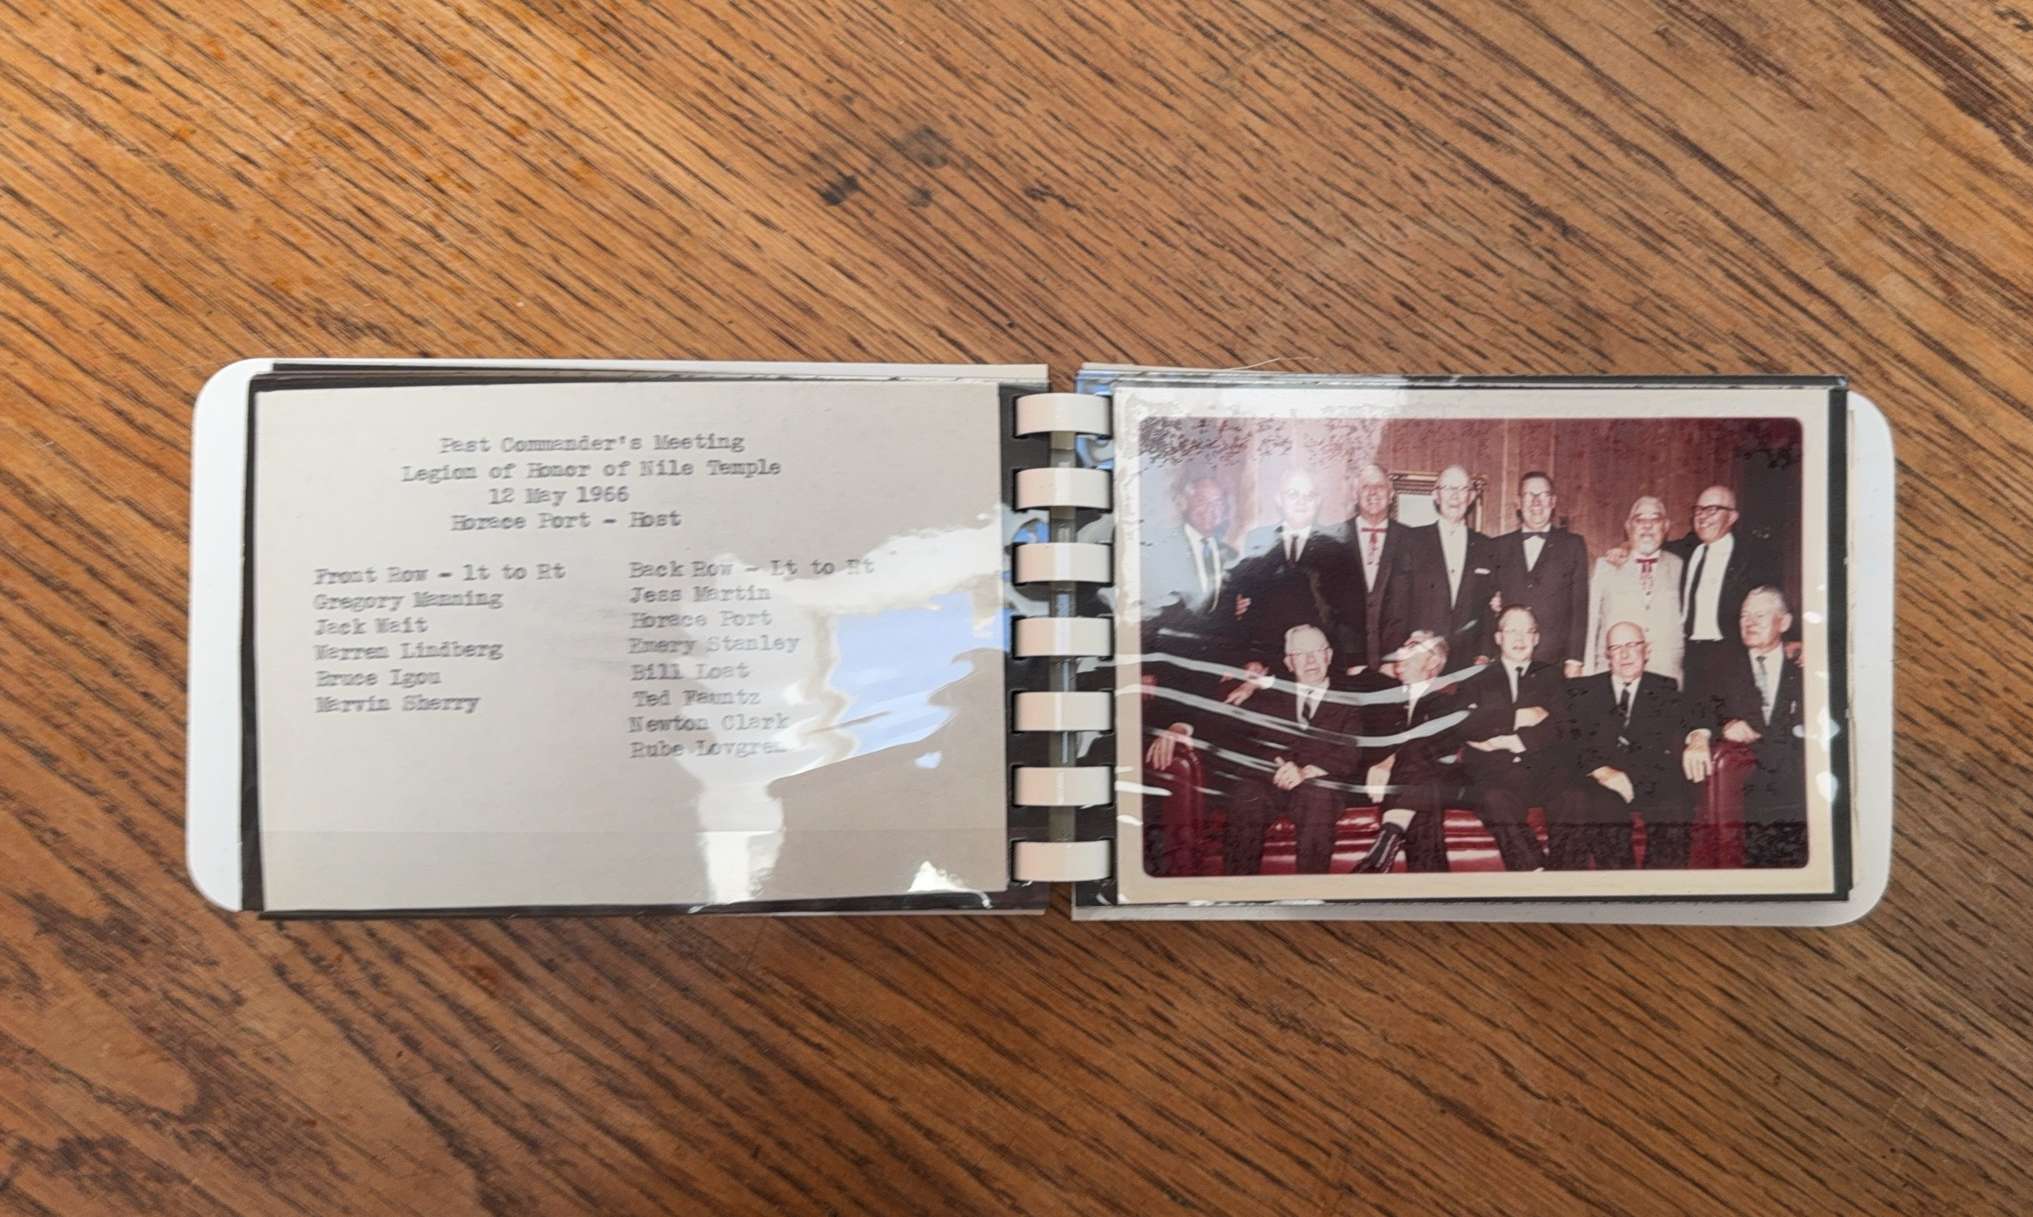 Past Commander's Meeting
Legion of Honor of Nile Temple
12 May 1966
Horace Port - Host
Front Row - lt to Rt
Gregory Manning
Jack Wait
Warren Lindberg
Bruce Igou
Marvin Sherry
Back Row - Lt to Rt
Jess Martin
Horace Port
Emery Stanley
Bill Loat
Ted
Newton Clark
Rube Lovgren